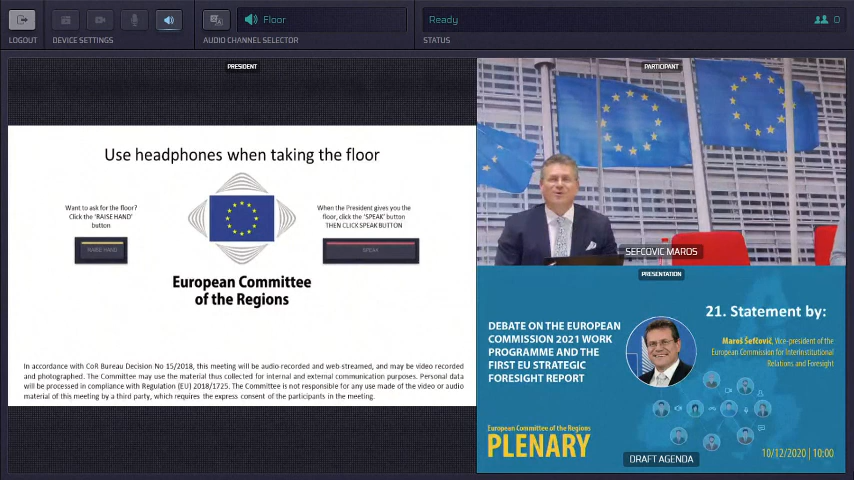 LOGOUT
DEVICE SETTINGS
Floor
AUDIO CHANNEL SELECTOR
Ready
0
STATUS
PRESIDENT
Use headphones when taking the floor
Want to ask for the floor?
Click the 'RAISE HAND'
button
RAISE HAND
When the President gives you the
floor, click the 'SPEAK' button
THEN CLICK SPEAK BUTTON
SPEAK
European Committee
of the Regions
In accordance with CoR Bureau Decision No 15/2018, this meeting will be audio-recorded and web-streamed, and may be video recorded
and photographed. The Committee may use the material thus collected for internal and external communication purposes. Personal data
will be processed in compliance with Regulation (EU) 2018/1725. The Committee is not responsible for any use made of the video or audio
material of this meeting by a third party, which requires the express consent of the participants in the meeting.
PARTICIPANT
SEFCOVIC MAROS
PRESENTATION
21. Statement by:
DEBATE ON THE EUROPEAN
COMMISSION 2021 WORK
PROGRAMME AND THE
FIRST EU STRATEGIC
FORESIGHT REPORT
Maroš Šefčovič, Vice-president of the
European Commission for Interinstitutional
Relations and Foresight
European Committee of the Regions
PLENARY
DRAFT AGENDA
10/12/2020 | 10:00